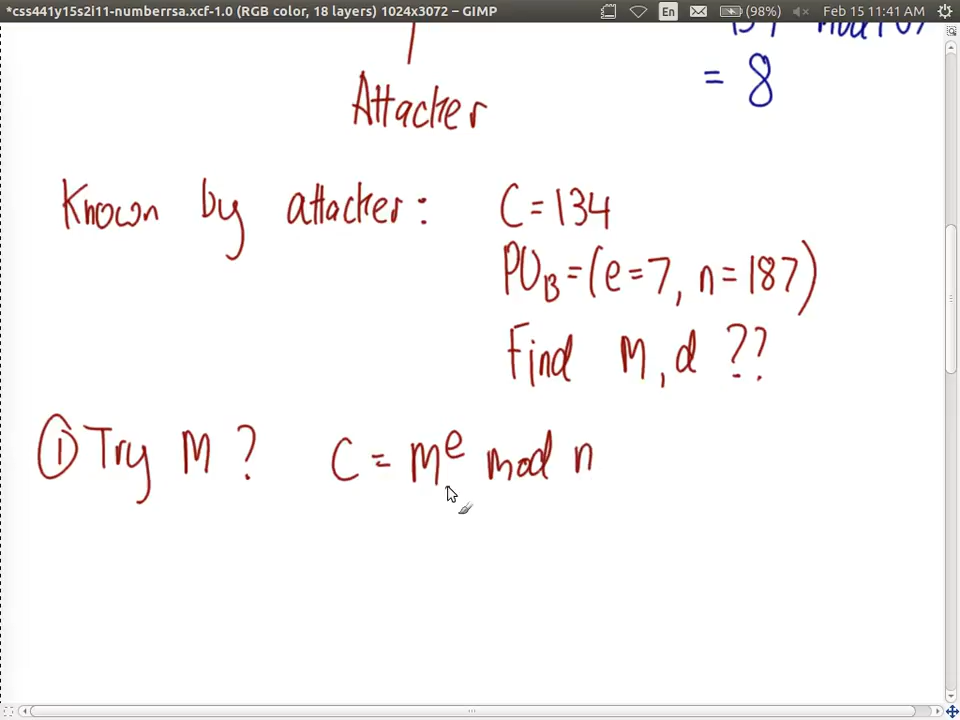 *css441y15s2i11-numberrsa.xcf-1.0 (RGB color, 18 layers) 1024x3072 – GIMP En (98%) Feb 15 11:41 AM
= 8
Attacker
Known by attacker: C=134
PU_B=(e=7, n=187)
Find M, d ??
① Try M? C = M^e mod n